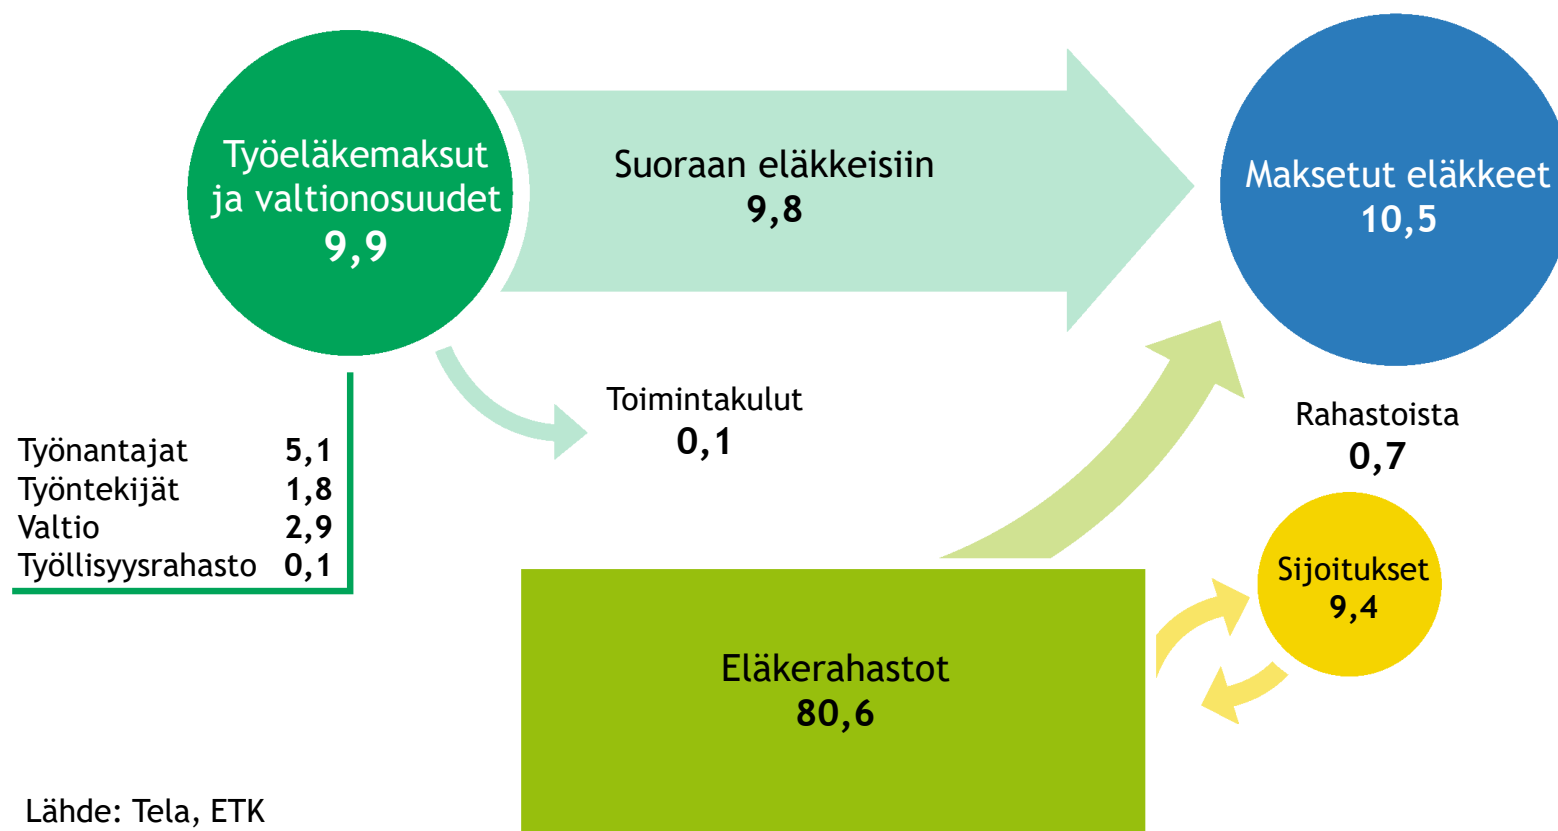 Työeläkemaksut
ja valtionosuudet
9,9
Suoraan eläkkeisiin
9,8
Maksetut eläkkeet
10,5
Toimintakulut
0,1
Rahastoista
0,7
Työnantajat 5,1
Työntekijät 1,8
Valtio 2,9
Työllisyysrahasto 0,1
Sijoitukset
9,4
Eläkerahastot
80,6
Lähde: Tela, ETK